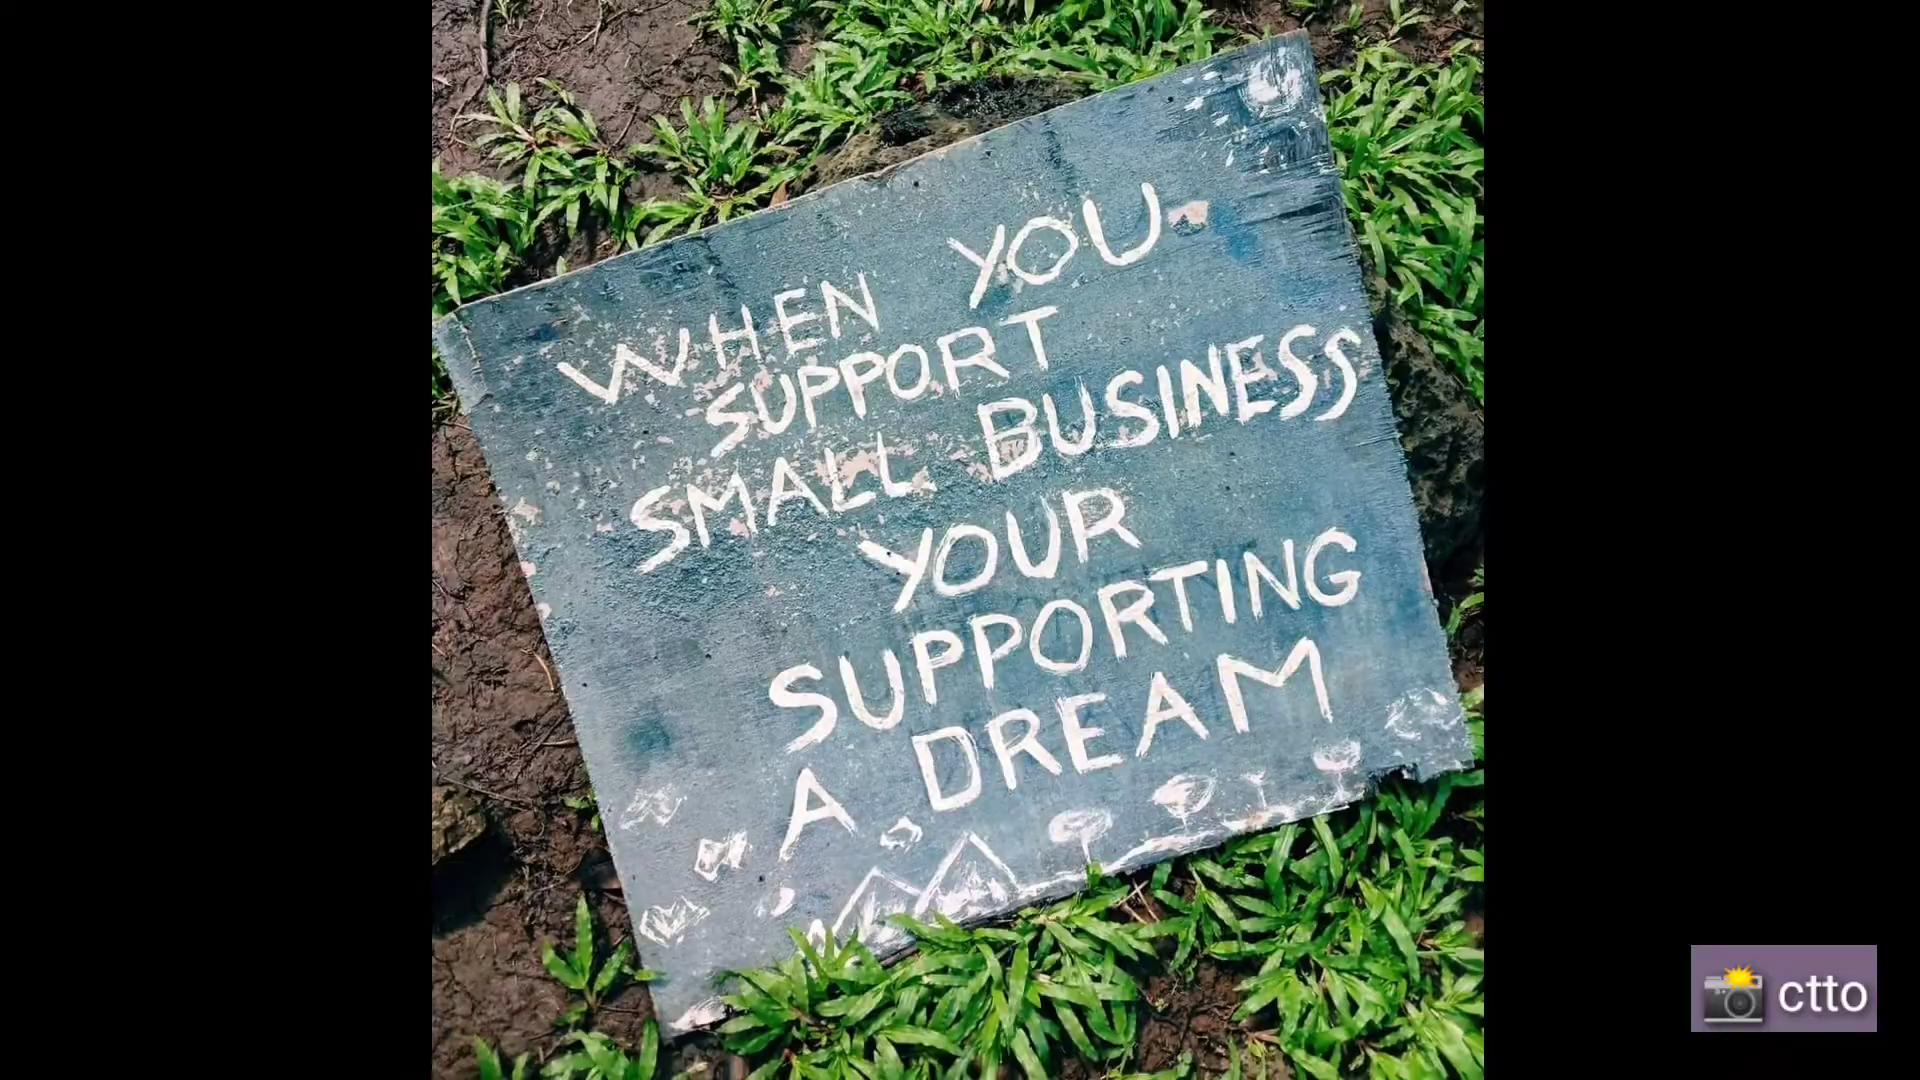 WHEN YOU
SUPPORT
SMALL BUSINESS
YOUR
SUPPORTING
A DREAM
ctto